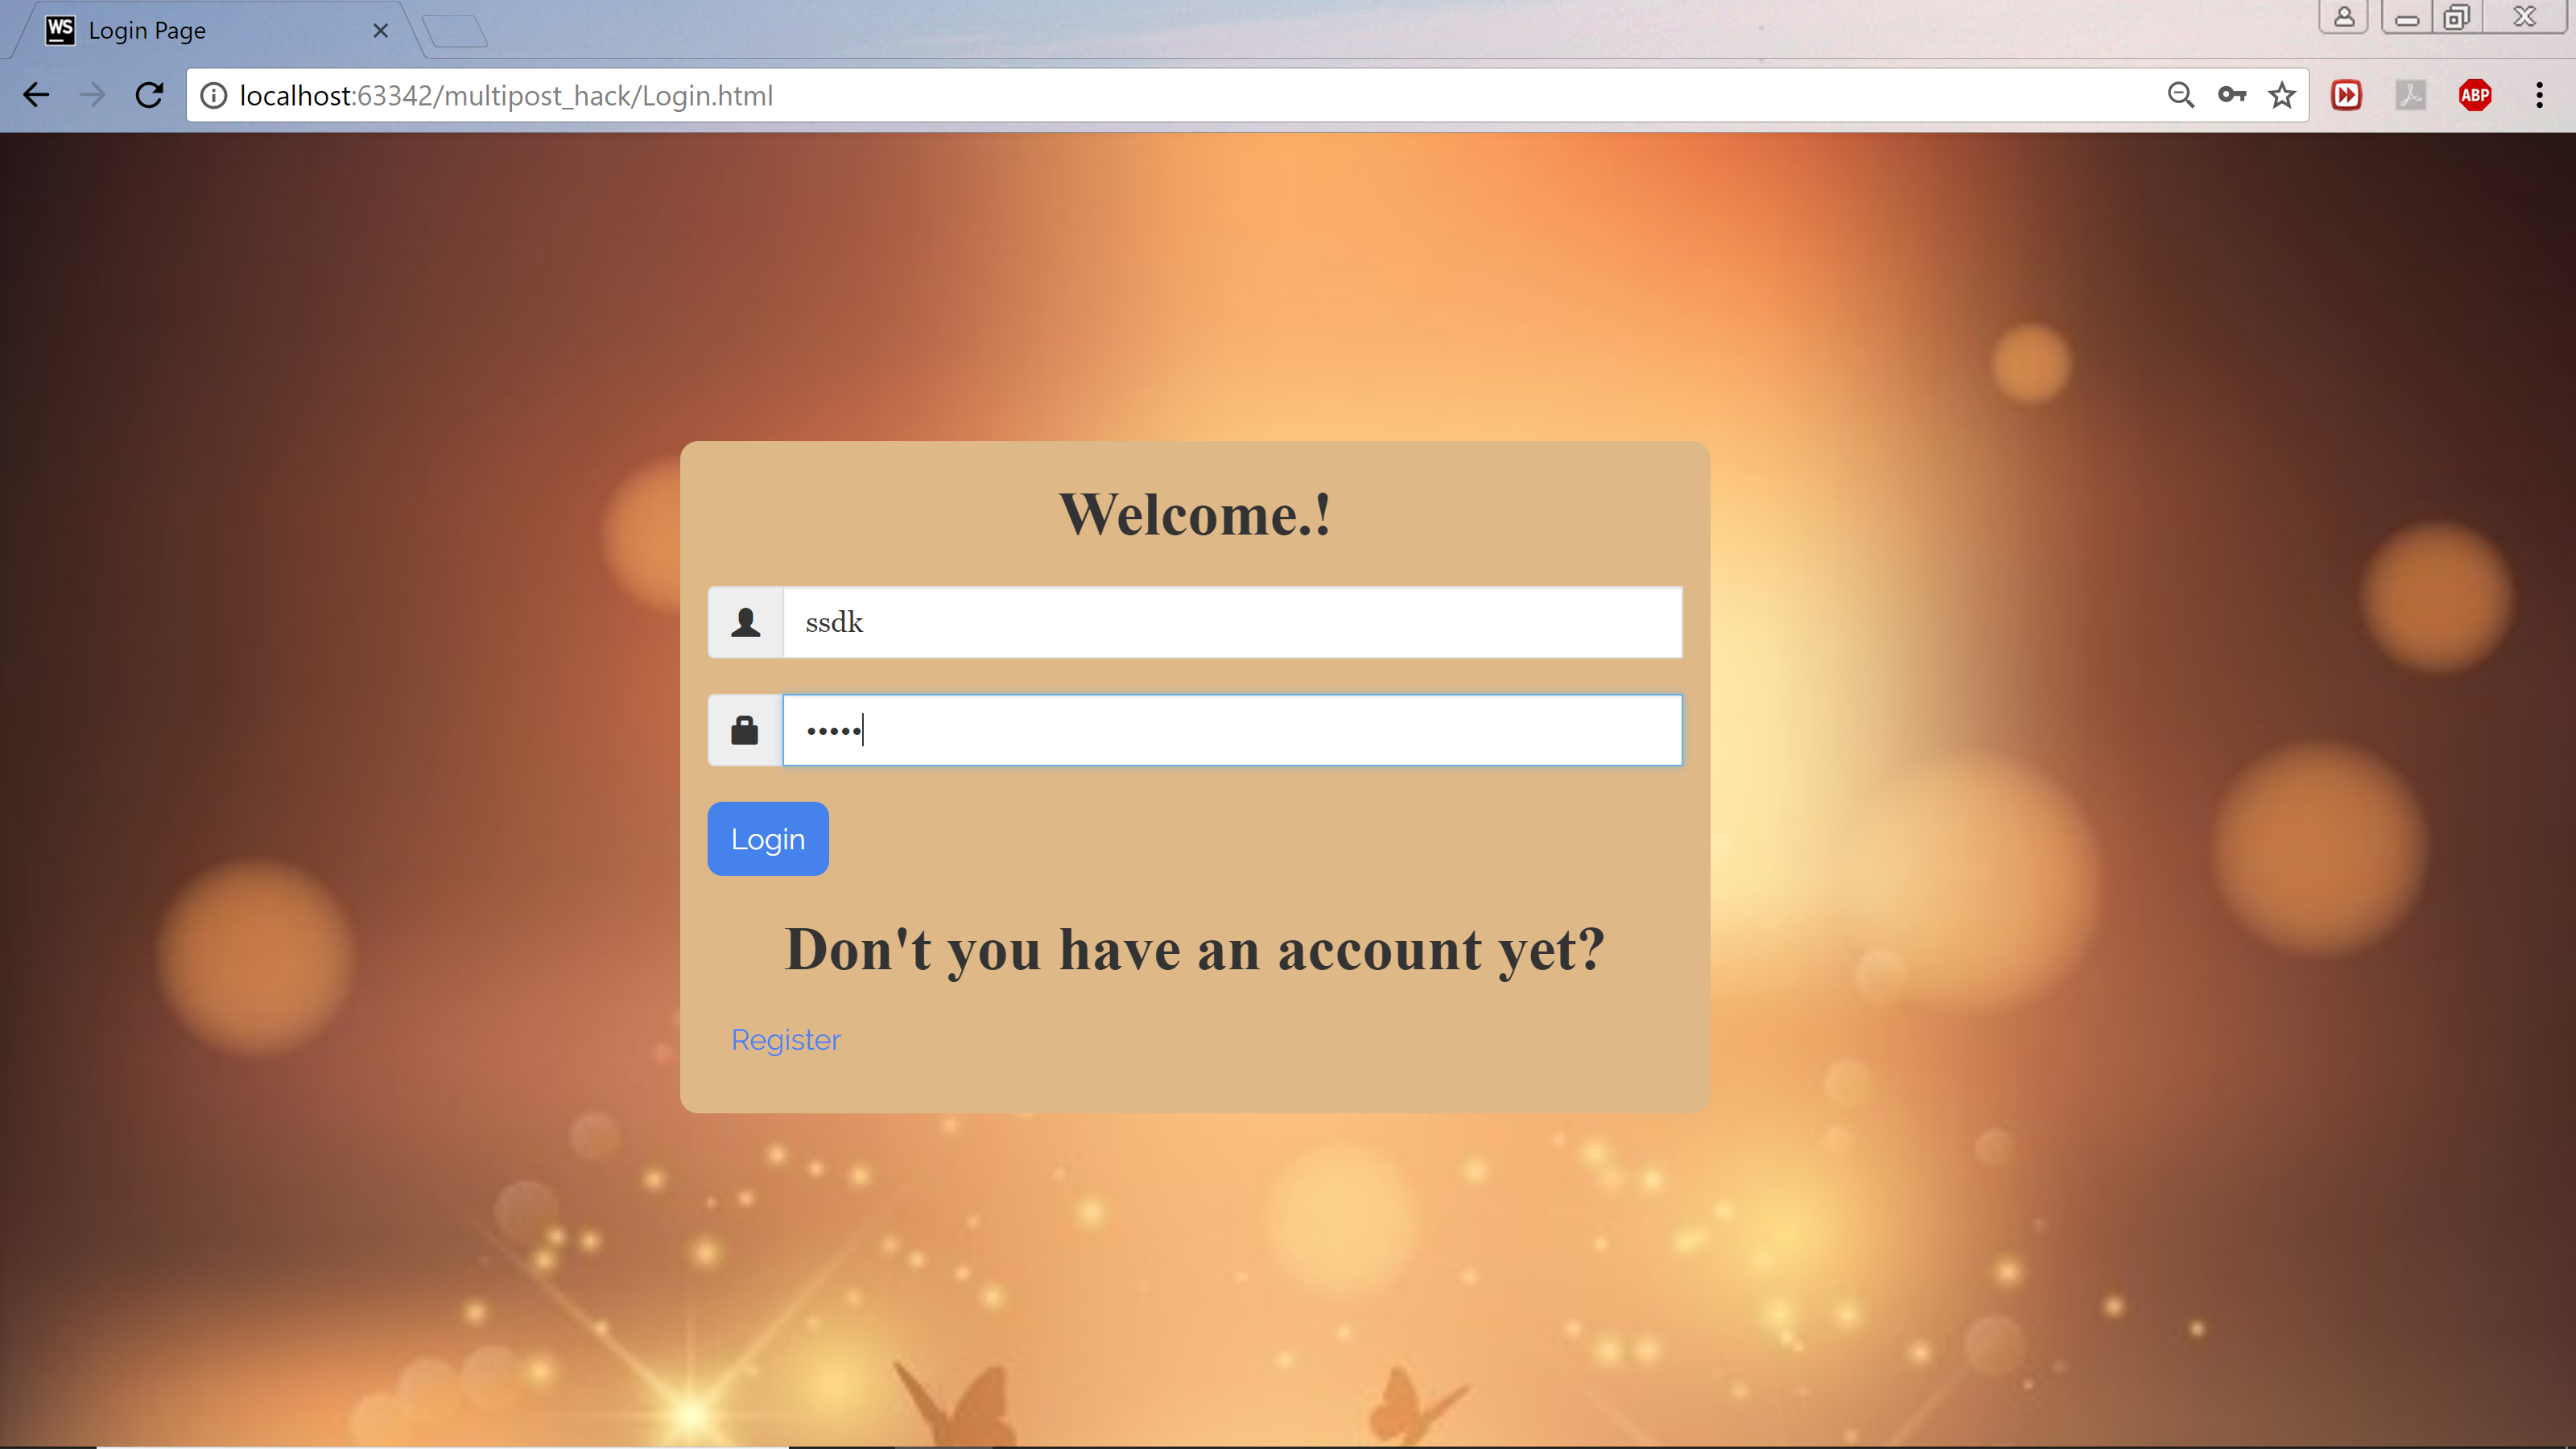 WS Login Page
localhost:63342/multipost_hack/Login.html
ABP
Welcome.!
ssdk
•••••
Login
Don't you have an account yet?
Register